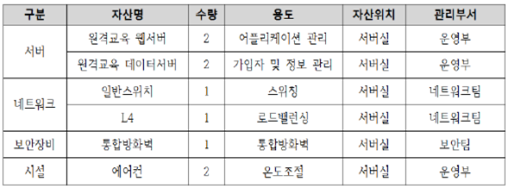 구분 자산명 수량 용도 자산위치 관리부서
서버 원격교육 웹서버 2 어플리케이션 관리 서버실 운영부
원격교육 데이터서버 2 가입자 및 정보 관리 서버실 운영부
네트워크 일반스위치 1 스위칭 서버실 네트워크팀
L4 1 로드밸런싱 서버실 네트워크팀
보안장비 통합방화벽 1 통합방화벽 서버실 보안팀
시설 에어컨 2 온도조절 서버실 운영부